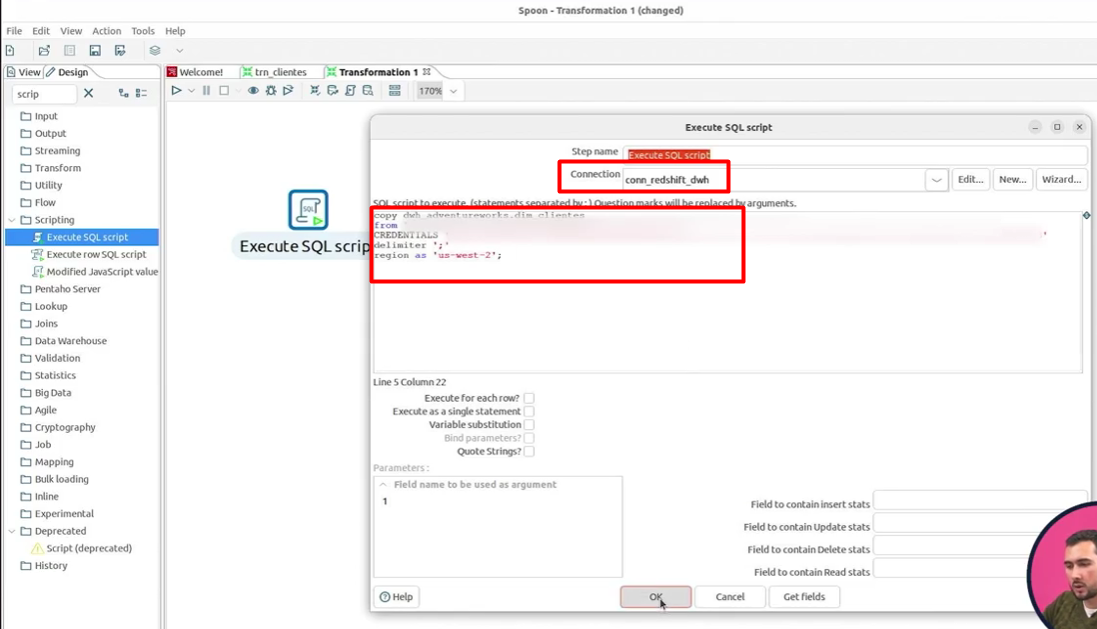 Spoon - Transformation 1 (changed)
File Edit View Action Tools Help
View Design
Welcome! trn_clientes Transformation 1
scrip
170%
Input
Output
Streaming
Transform
Utility
Flow
Scripting
Execute SQL script
Execute row SQL script
Modified JavaScript value
Pentaho Server
Lookup
Joins
Data Warehouse
Validation
Statistics
Big Data
Agile
Cryptography
Job
Mapping
Bulk loading
Inline
Experimental
Deprecated
Script (deprecated)
History
SQL
Execute SQL scrip
Execute SQL script
Step name Execute SQL script
Connection conn_redshift_dwh Edit... New... Wizard...
SQL script to execute. (statements separated by ; ) Question marks will be replaced by arguments.
copy dwh_adventureworks.dim_clientes
from
CREDENTIALS '
delimiter ';'
region as 'us-west-2';
Line 5 Column 22
Execute for each row?
Execute as a single statement
Variable substitution
Bind parameters?
Quote Strings?
Parameters :
Field name to be used as argument
1
Field to contain insert stats
Field to contain Update stats
Field to contain Delete stats
Field to contain Read stats
Help OK Cancel Get fields